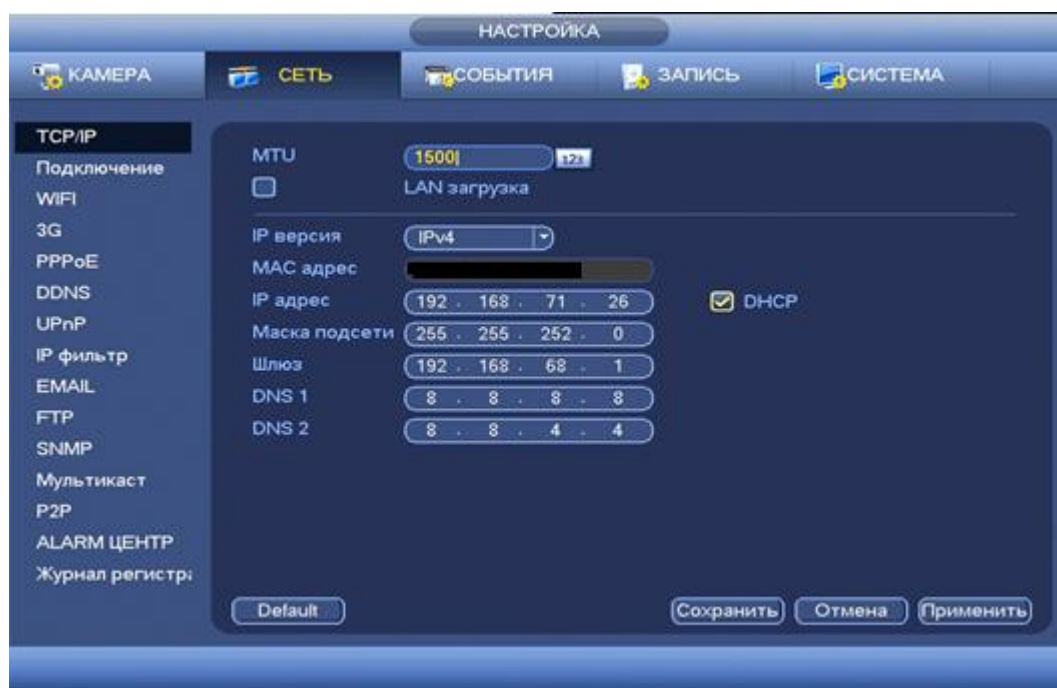 НАСТРОЙКА
КАМЕРА СЕТЬ СОБЫТИЯ ЗАПИСЬ СИСТЕМА
TCP/IP
Подключение
WIFI
3G
PPPoE
DDNS
UPnP
IP фильтр
EMAIL
FTP
SNMP
Мультикаст
P2P
ALARM ЦЕНТР
Журнал регистра
MTU 1500 123
LAN загрузка
IP версия IPv4
MAC адрес
IP адрес 192 . 168 . 71 . 26 DHCP
Маска подсети 255 . 255 . 252 . 0
Шлюз 192 . 168 . 68 . 1
DNS 1 8 . 8 . 8 . 8
DNS 2 8 . 8 . 4 . 4
Default Сохранить Отмена Применить